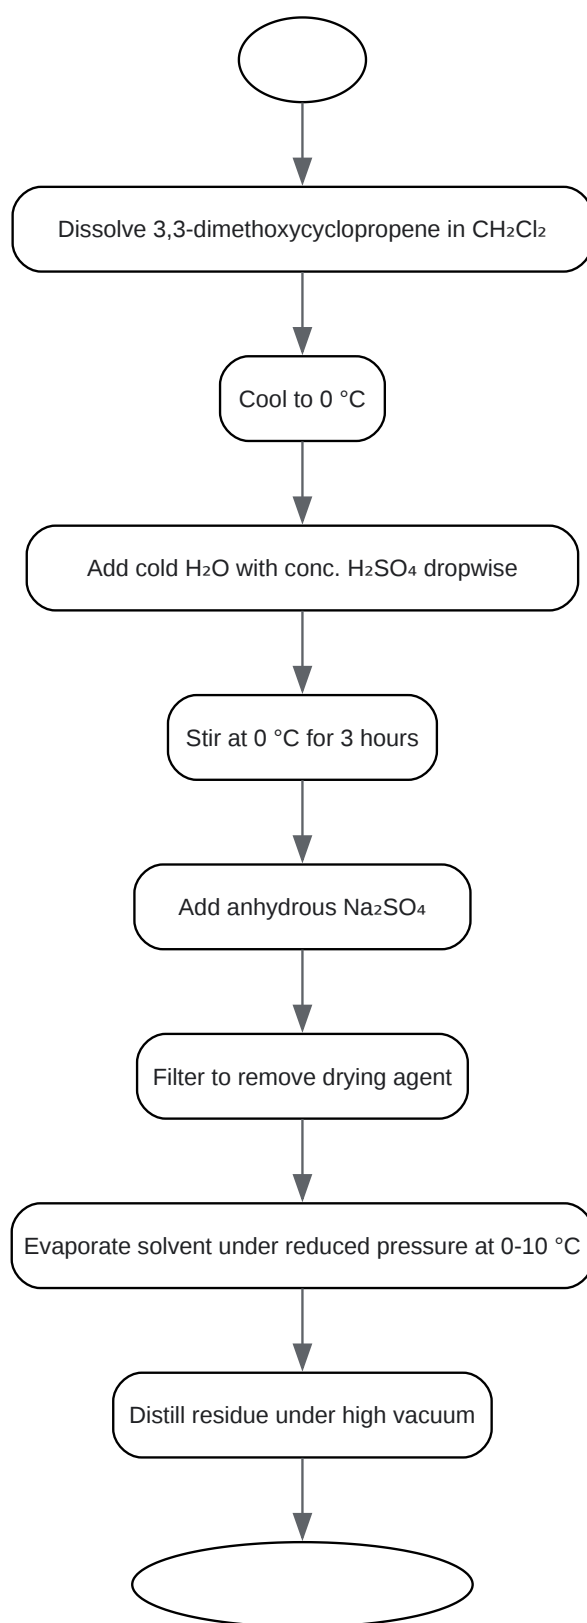 Dissolve 3,3-dimethoxycyclopropene in CH₂Cl₂
Cool to 0 °C
Add cold H₂O with conc. H₂SO₄ dropwise
Stir at 0 °C for 3 hours
Add anhydrous Na₂SO₄
Filter to remove drying agent
Evaporate solvent under reduced pressure at 0-10 °C
Distill residue under high vacuum